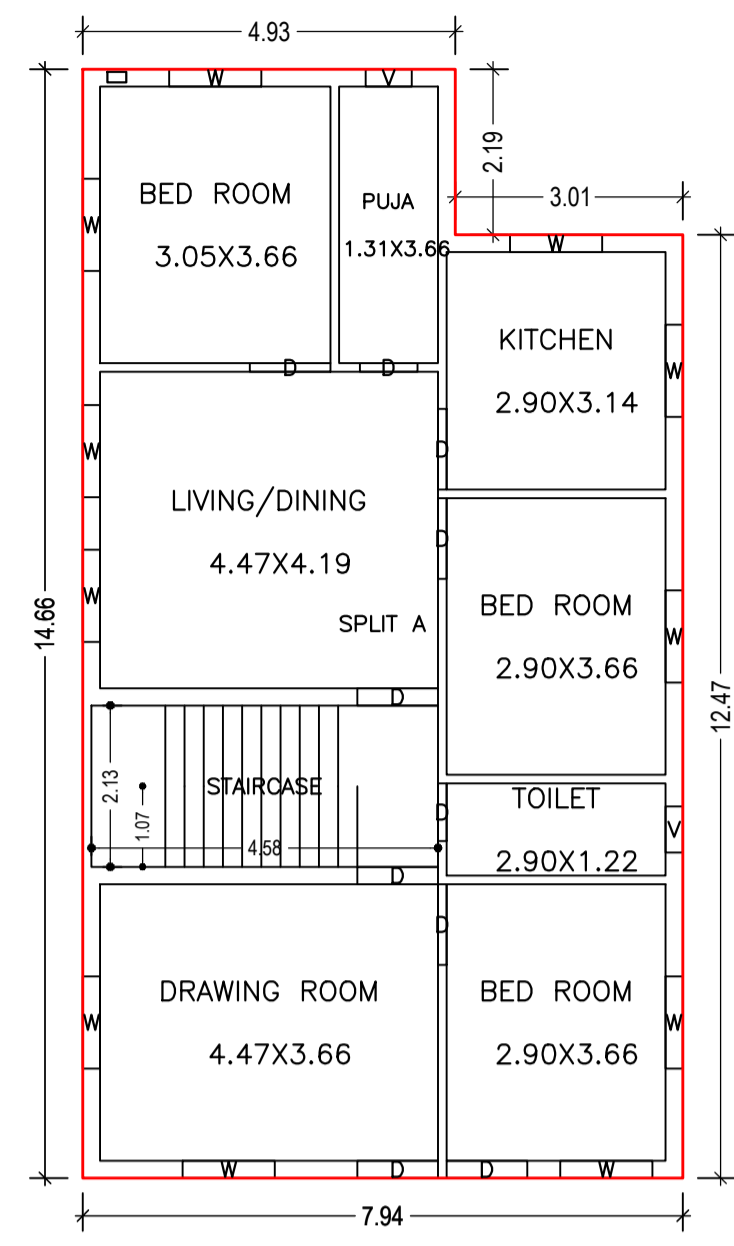 4.93
W
V
2.19
BED ROOM
PUJA
W
3.05X3.66
1.31X3.66
3.01
W
KITCHEN
W
2.90X3.14
D
D
W
D
LIVING/DINING
4.47X4.19
D
W
SPLIT A
BED ROOM
W
2.90X3.66
14.66
12.47
D
2.13
1.07
STAIRCASE
4.58
TOILET
D
V
2.90X1.22
D
D
DRAWING ROOM
BED ROOM
W
W
4.47X3.66
2.90X3.66
W
D
D
W
7.94